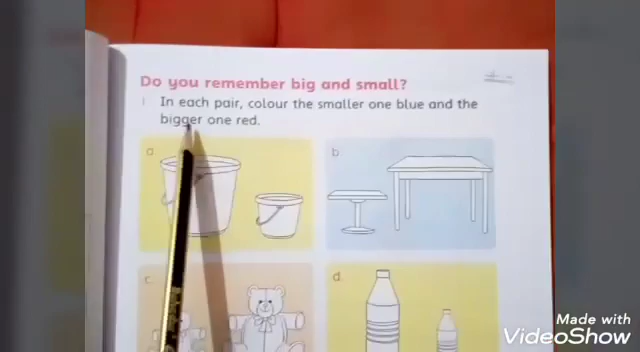 Do you remember big and small?
1 In each pair, colour the smaller one blue and the
bigger one red.
a
b
c.
d.
Made with
VideoShow